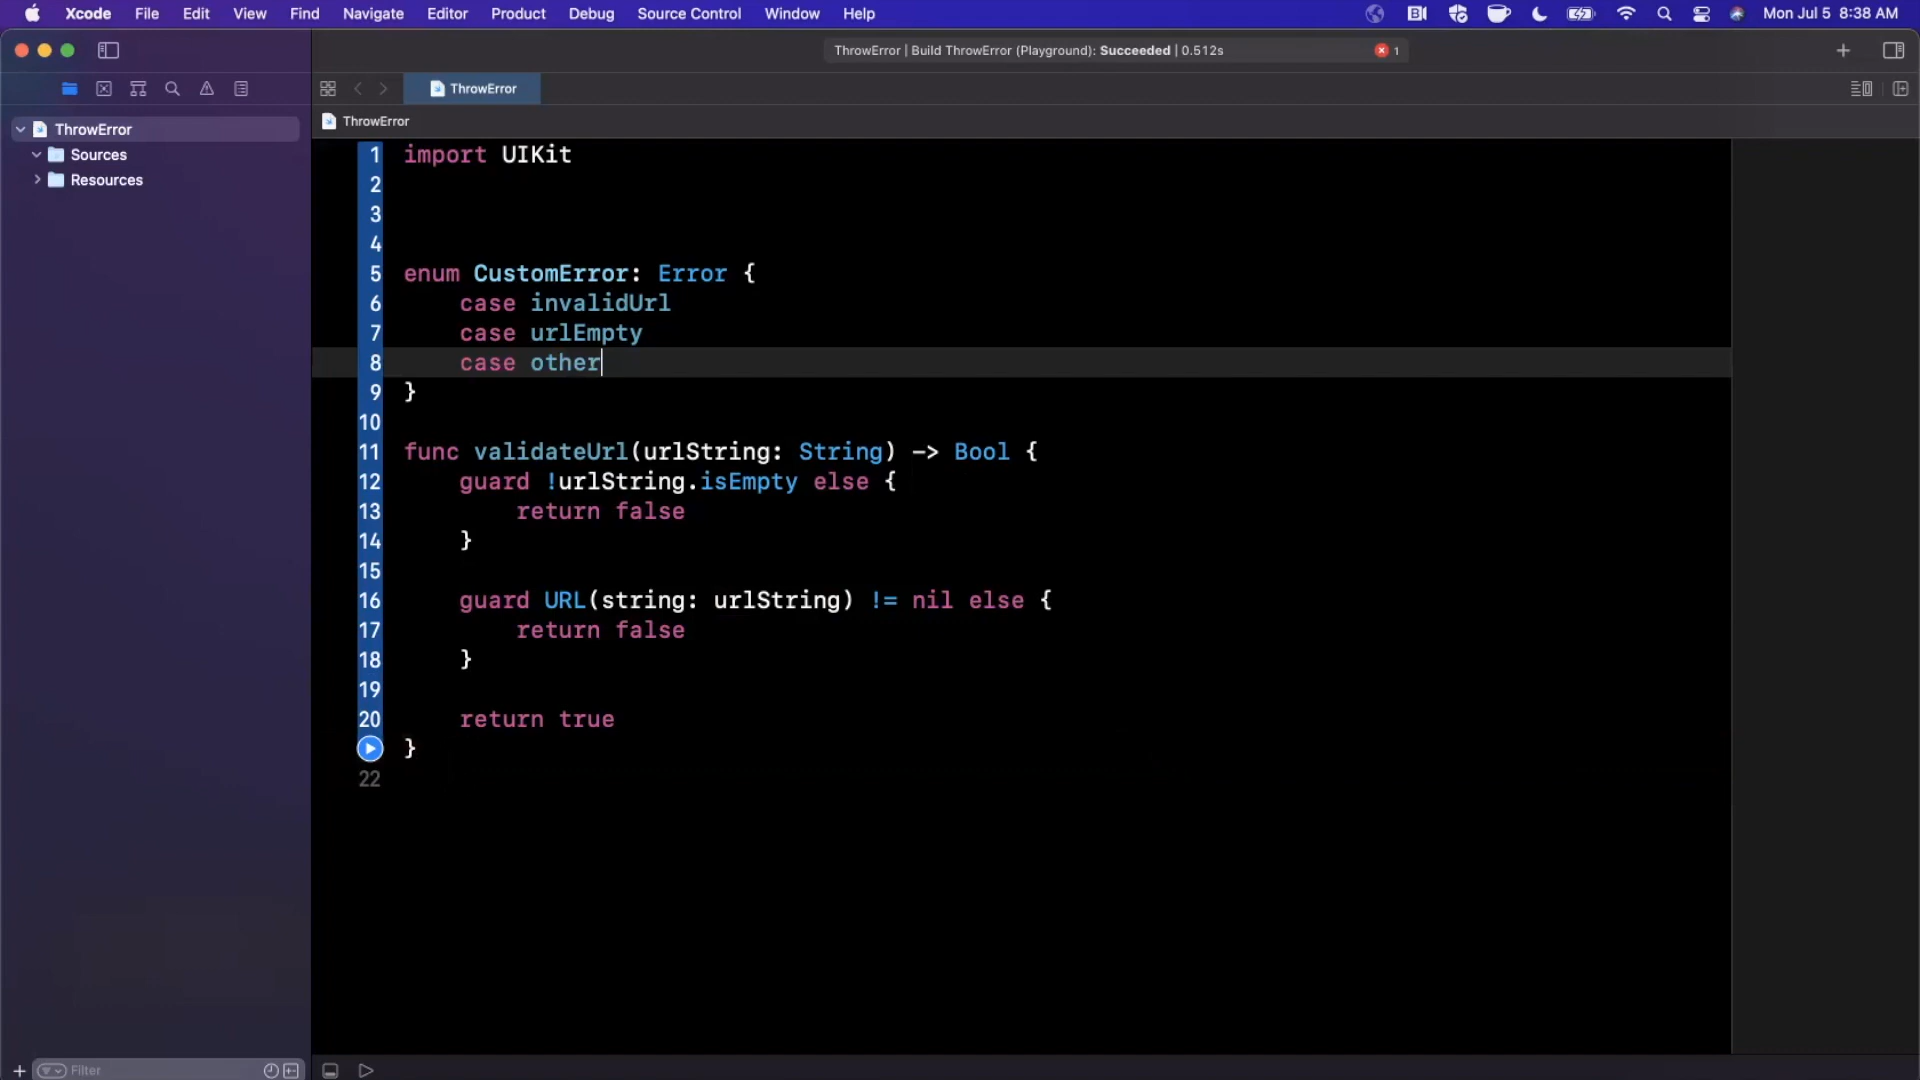 Xcode File Edit View Find Navigate Editor Product Debug Source Control Window Help Mon Jul 5 8:38 AM
ThrowError | Build ThrowError (Playground): Succeeded | 0.512s 1
ThrowError
ThrowError
ThrowError
Sources
Resources
1 import UIKit
2
3
4
5 enum CustomError: Error {
6 case invalidUrl
7 case urlEmpty
8 case other
9 }
10
11 func validateUrl(urlString: String) -> Bool {
12 guard !urlString.isEmpty else {
13 return false
14 }
15
16 guard URL(string: urlString) != nil else {
17 return false
18 }
19
20 return true
}
22
Filter